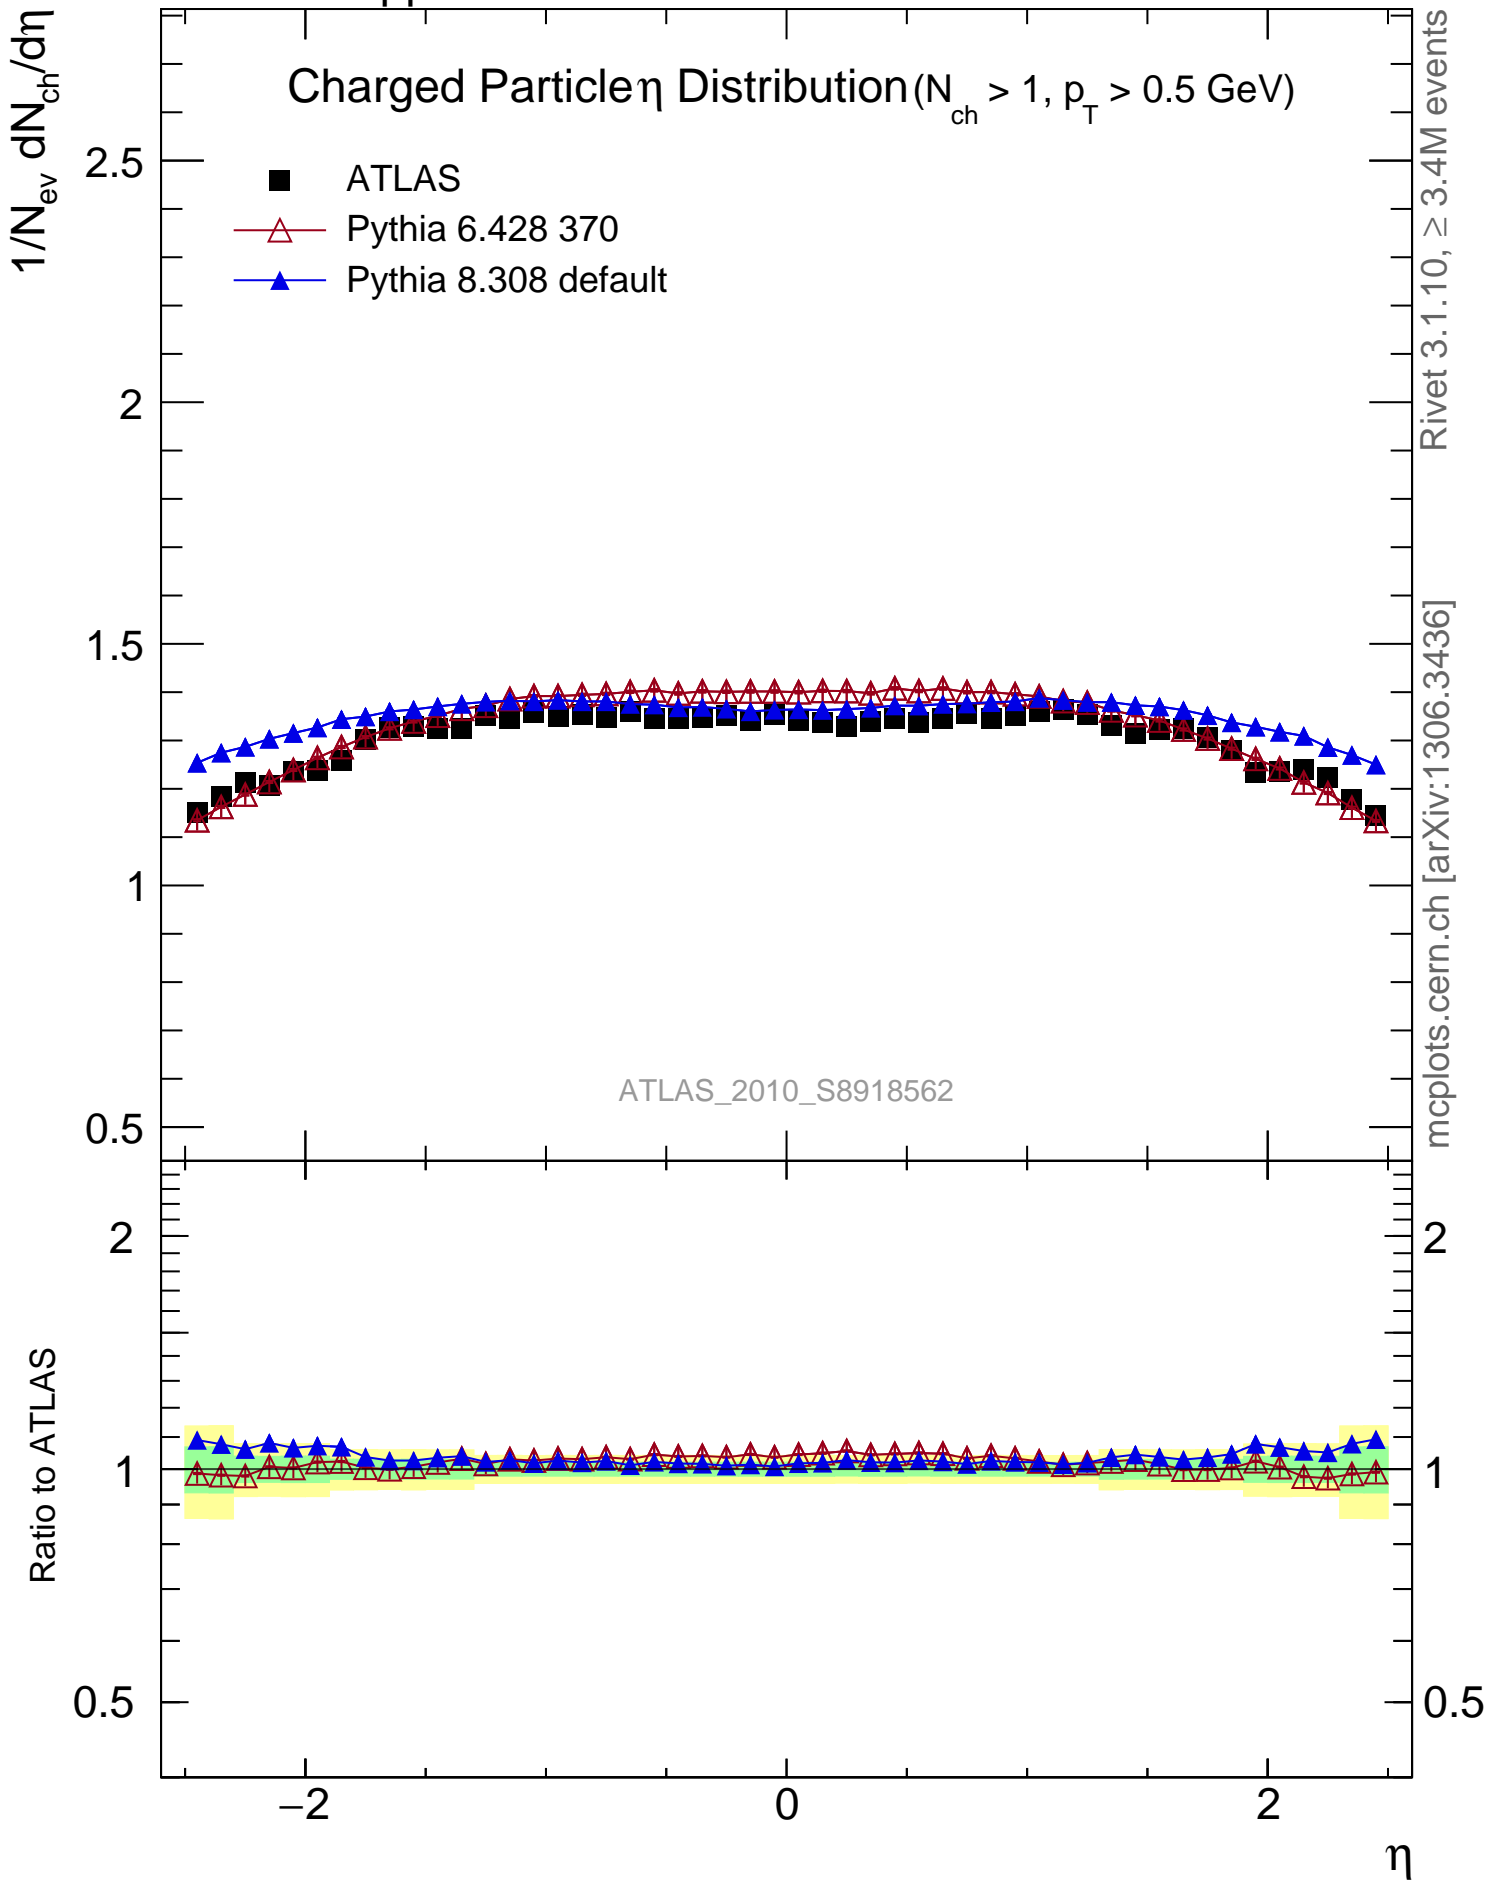 pp
Charged Particle η Distribution (N_ch > 1, p_T > 0.5 GeV)
ATLAS
Pythia 6.428 370
Pythia 8.308 default
1/N_ev dN_ch/dη
2.5
2
1.5
1
0.5
ATLAS_2010_S8918562
Rivet 3.1.10, ≥ 3.4M events
mcplots.cern.ch [arXiv:1306.3436]
Ratio to ATLAS
2
1
0.5
2
1
0.5
−2
0
2
η